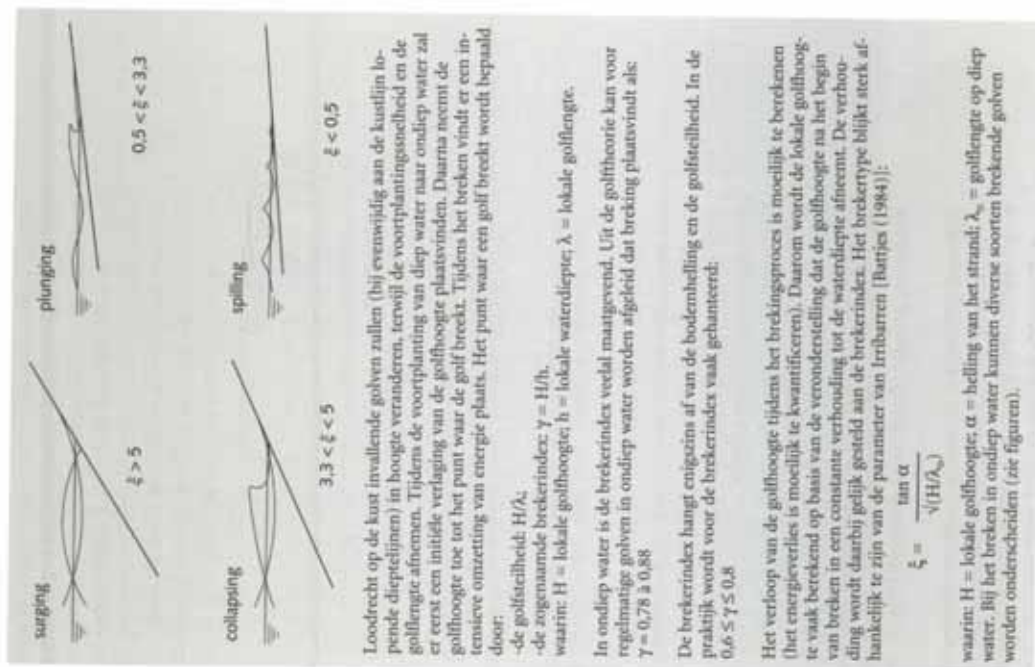 surging
plunging
ξ > 5
0,5 < ξ < 3,3
collapsing
spilling
3,3 < ξ < 5
ξ < 0,5
Loodrecht op de kust invallende golven zullen (bij evenwijdig aan de kustlijn lo-
pende dieptelijnen) in hoogte veranderen, terwijl de voortplantingssnelheid en de
golflengte afnemen. Tijdens de voortplanting van diep water naar ondiep water zal
er eerst een initiële verlaging van de golfhoogte plaatsvinden. Daarna neemt de
golfhoogte toe tot het punt waar de golf breekt. Tijdens het breken vindt er een in-
tensieve omzetting van energie plaats. Het punt waar een golf breekt wordt bepaald
door:
-de golfsteilheid: H/λ;
-de zogenaamde brekerindex: γ = H/h.
waarin: H = lokale golfhoogte; h = lokale waterdiepte; λ = lokale golflengte.
In ondiep water is de brekerindex veelal maatgevend. Uit de golftheorie kan voor
regelmatige golven in ondiep water worden afgeleid dat breking plaatsvindt als:
γ = 0,78 à 0,88
De brekerindex hangt enigszins af van de bodemhelling en de golfsteilheid. In de
praktijk wordt voor de brekerindex vaak gehanteerd:
0,6 ≤ γ ≤ 0,8
Het verloop van de golfhoogte tijdens het brekingsproces is moeilijk te berekenen
(het energieverlies is moeilijk te kwantificeren). Daarom wordt de lokale golfhoog-
te vaak berekend op basis van de veronderstelling dat de golfhoogte na het begin
van breken in een constante verhouding tot de waterdiepte afneemt. De verhou-
ding wordt daarbij gelijk gesteld aan de brekerindex. Het brekertype blijkt sterk af-
hankelijk te zijn van de parameter van Irribarren [Battjes (1984)]:
ξ = tan α / √(H/λ₀)
waarin: H = lokale golfhoogte; α = helling van het strand; λ₀ = golflengte op diep
water. Bij het breken in ondiep water kunnen diverse soorten brekende golven
worden onderscheiden (zie figuren).